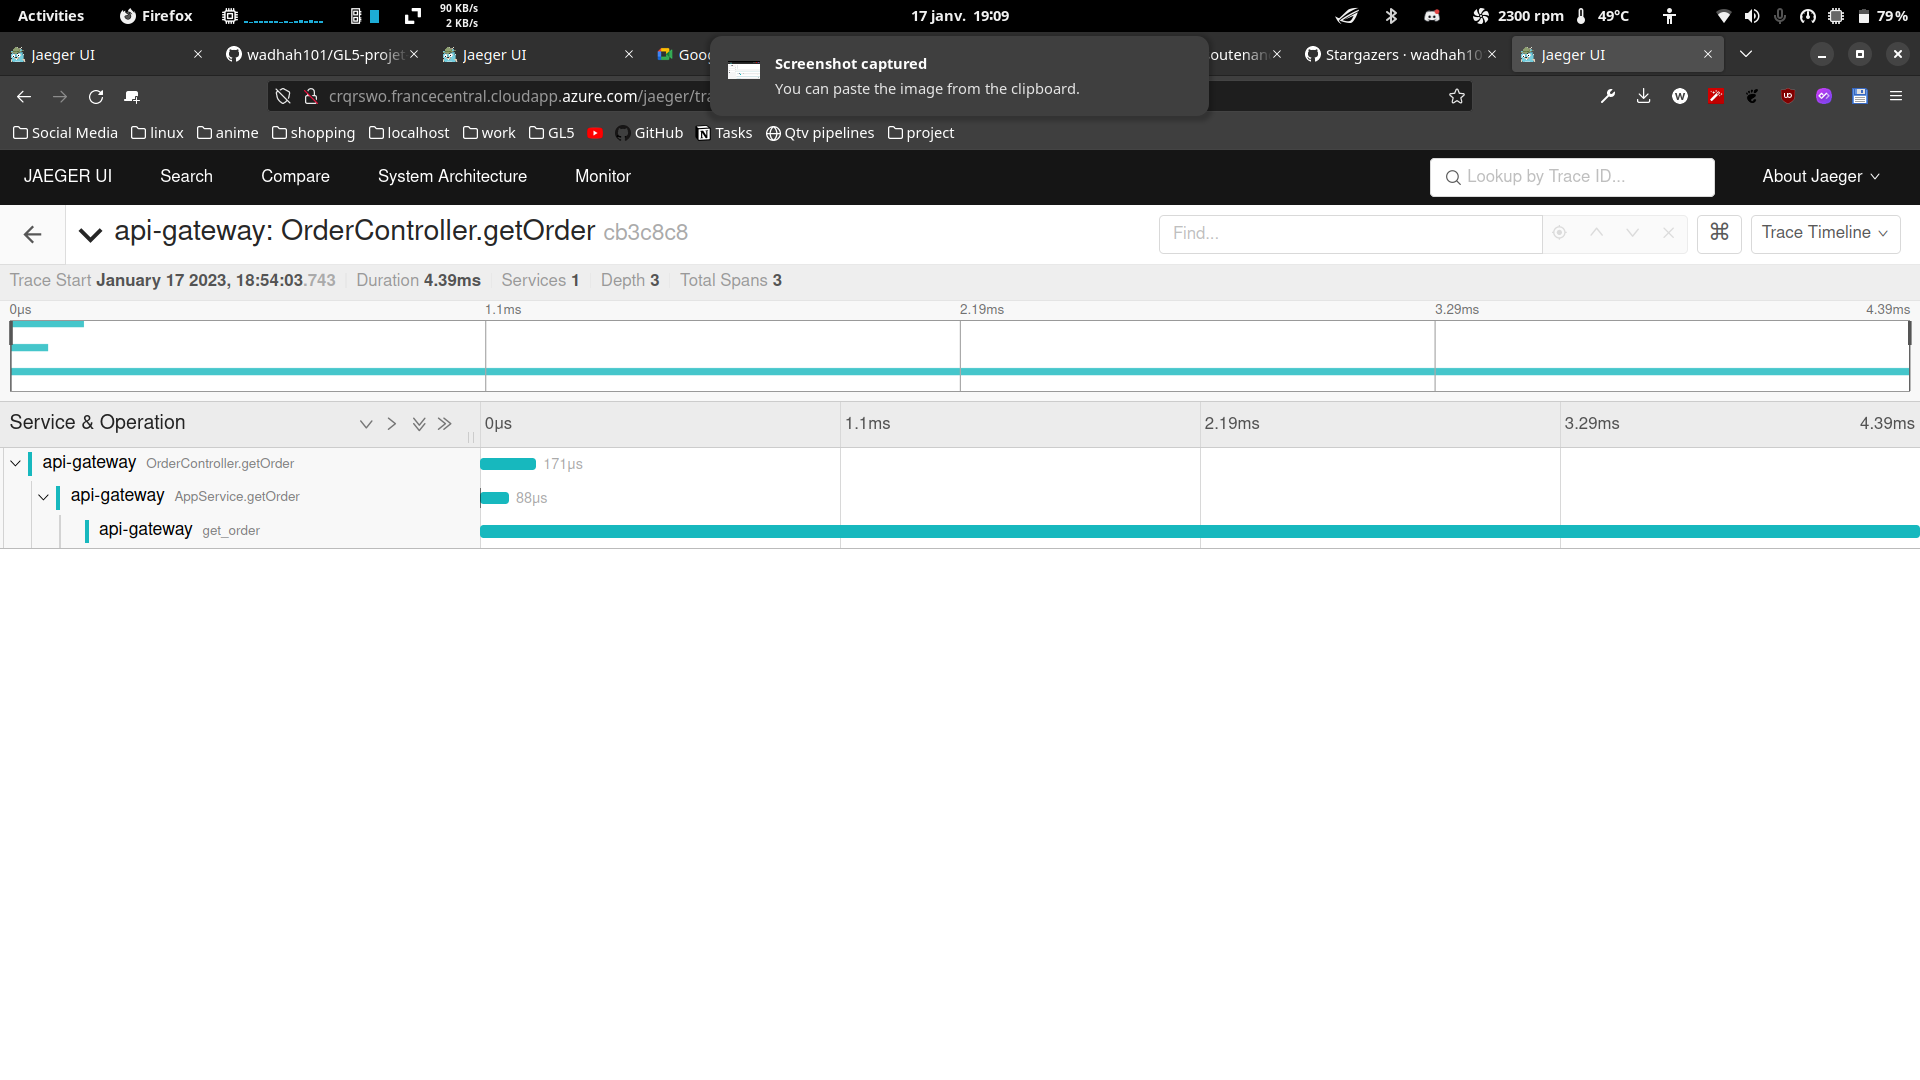 Activities Firefox 90 KB/s 2 KB/s 17 janv. 19:09 2300 rpm 49°C 79%
Jaeger UI wadhah101/GL5-projet Jaeger UI Goog outenan Stargazers · wadhah10 Jaeger UI
Screenshot captured
You can paste the image from the clipboard.
crqrswo.francecentral.cloudapp.azure.com/jaeger/tra
Social Media linux anime shopping localhost work GL5 GitHub Tasks Qtv pipelines project
JAEGER UI Search Compare System Architecture Monitor Lookup by Trace ID... About Jaeger
api-gateway: OrderController.getOrder cb3c8c8 Find... ⌘ Trace Timeline
Trace Start January 17 2023, 18:54:03.743 Duration 4.39ms Services 1 Depth 3 Total Spans 3
0μs 1.1ms 2.19ms 3.29ms 4.39ms
Service & Operation 0μs 1.1ms 2.19ms 3.29ms 4.39ms
api-gateway OrderController.getOrder 171μs
api-gateway AppService.getOrder 88μs
api-gateway get_order